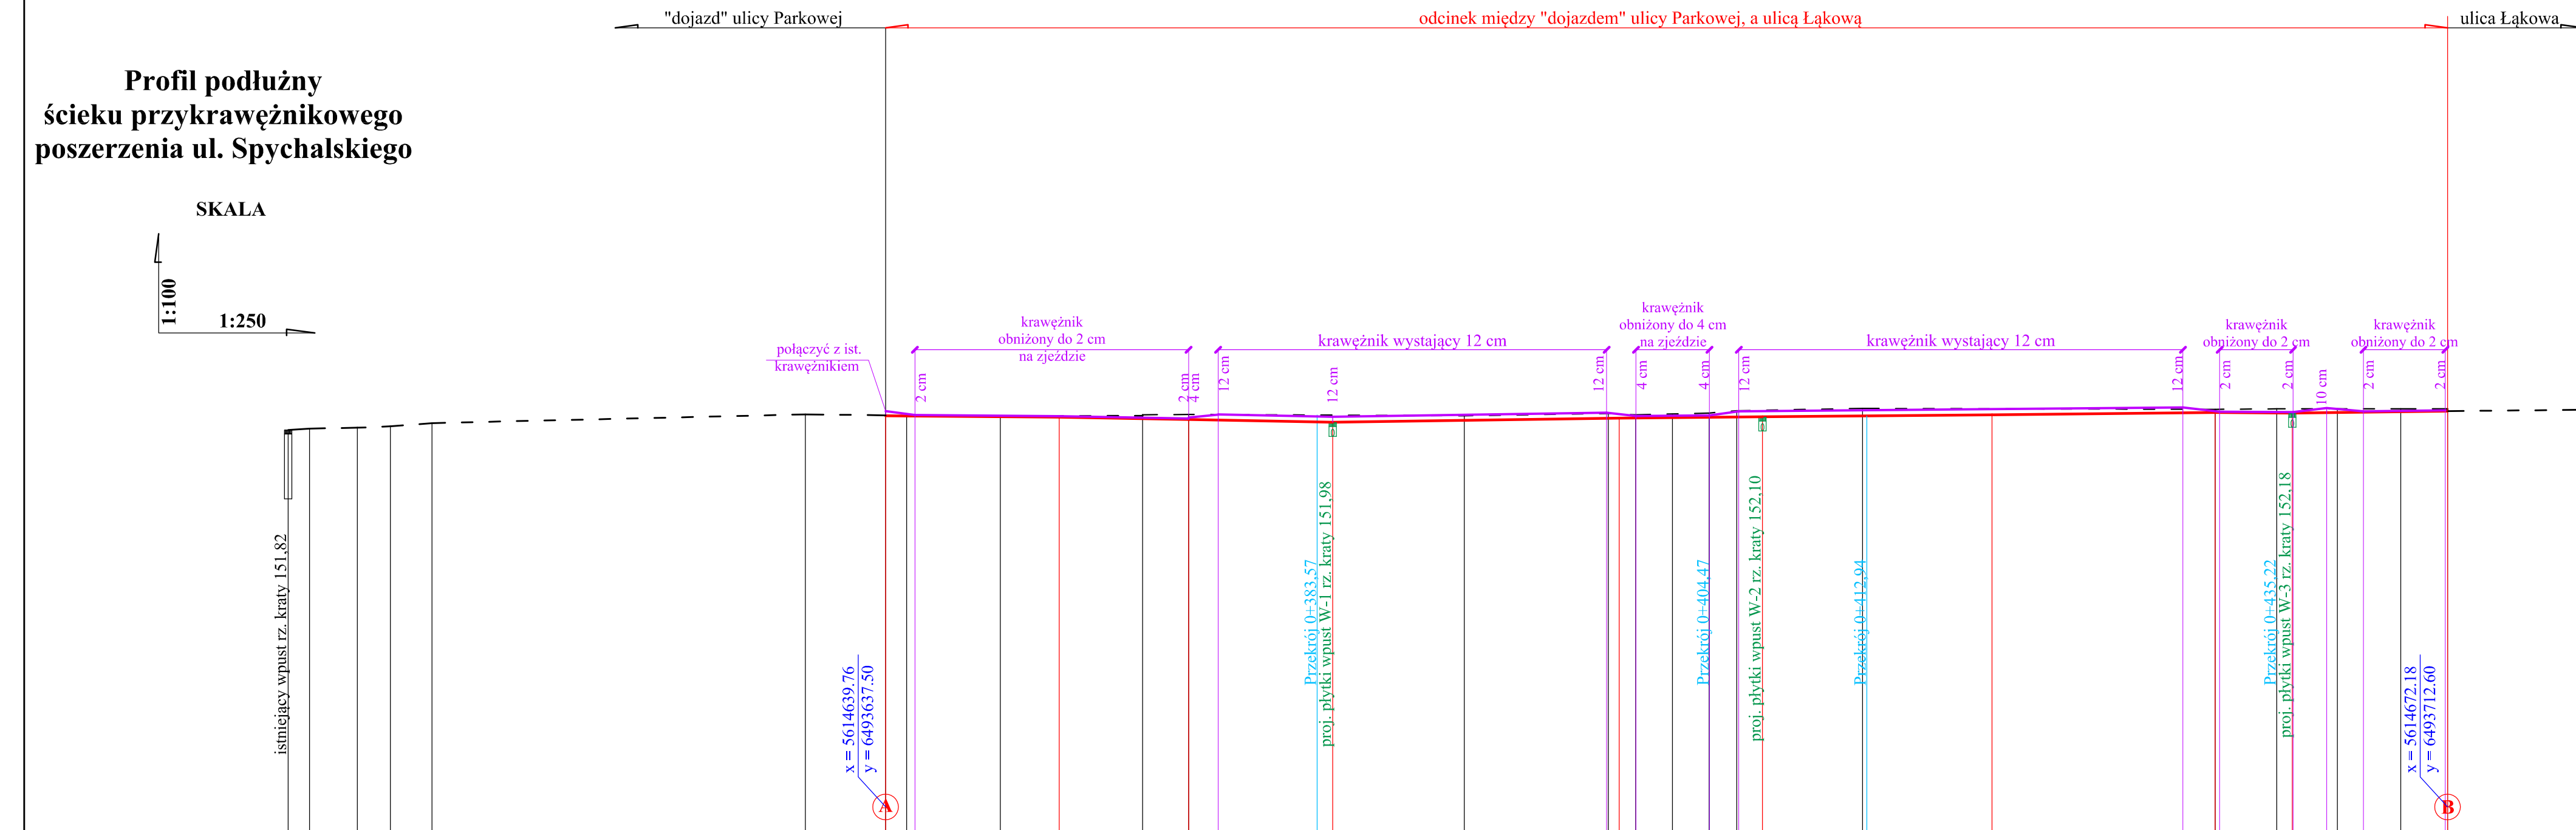 "dojazd" ulicy Parkowej
odcinek między "dojazdem" ulicy Parkowej, a ulicą Łąkową
ulica Łąkowa
Profil podłużny
ścieku przykrawężnikowego
poszerzenia ul. Spychalskiego
SKALA
1:100
1:250
połączyć z ist.
krawężnikiem
krawężnik
obniżony do 2 cm
na zjeździe
krawężnik wystający 12 cm
krawężnik
obniżony do 4 cm
na zjeździe
krawężnik wystający 12 cm
krawężnik
obniżony do 2 cm
krawężnik
obniżony do 2 cm
2 cm
2 cm
4 cm
12 cm
12 cm
12 cm
4 cm
4 cm
12 cm
12 cm
2 cm
2 cm
10 cm
2 cm
2 cm
istniejący wpust rz. kraty 151,82
Przekrój 0+383,57
proj. płytki wpust W-1 rz. kraty 151,98
Przekrój 0+404,47
proj. płytki wpust W-2 rz. kraty 152,10
Przekrój 0+412,94
Przekrój 0+435,22
proj. płytki wpust W-3 rz. kraty 152,18
x = 5614639.76
y = 6493637.50
A
x = 5614672.18
y = 6493712.60
B